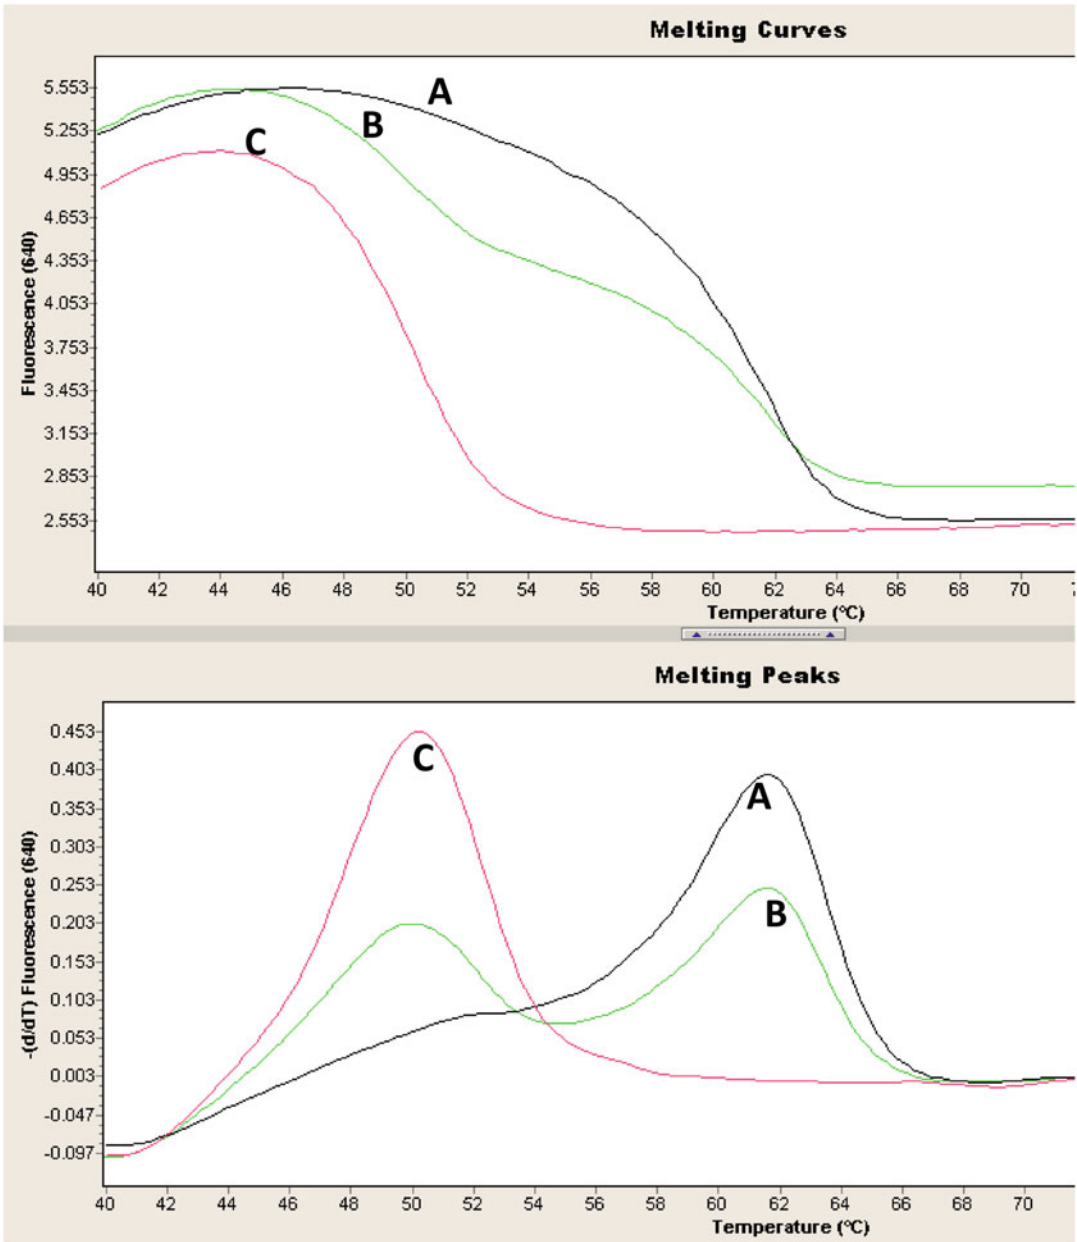 Melting Curves
5.553
5.253
4.953
4.653
4.353
4.053
3.753
3.453
3.153
2.853
2.553
Fluorescence (640)
A
B
C
40 42 44 46 48 50 52 54 56 58 60 62 64 66 68 70
Temperature (°C)
Melting Peaks
0.453
0.403
0.353
0.303
0.253
0.203
0.153
0.103
0.053
0.003
-0.047
-0.097
-(d/dT) Fluorescence (640)
C
A
B
40 42 44 46 48 50 52 54 56 58 60 62 64 66 68 70
Temperature (°C)